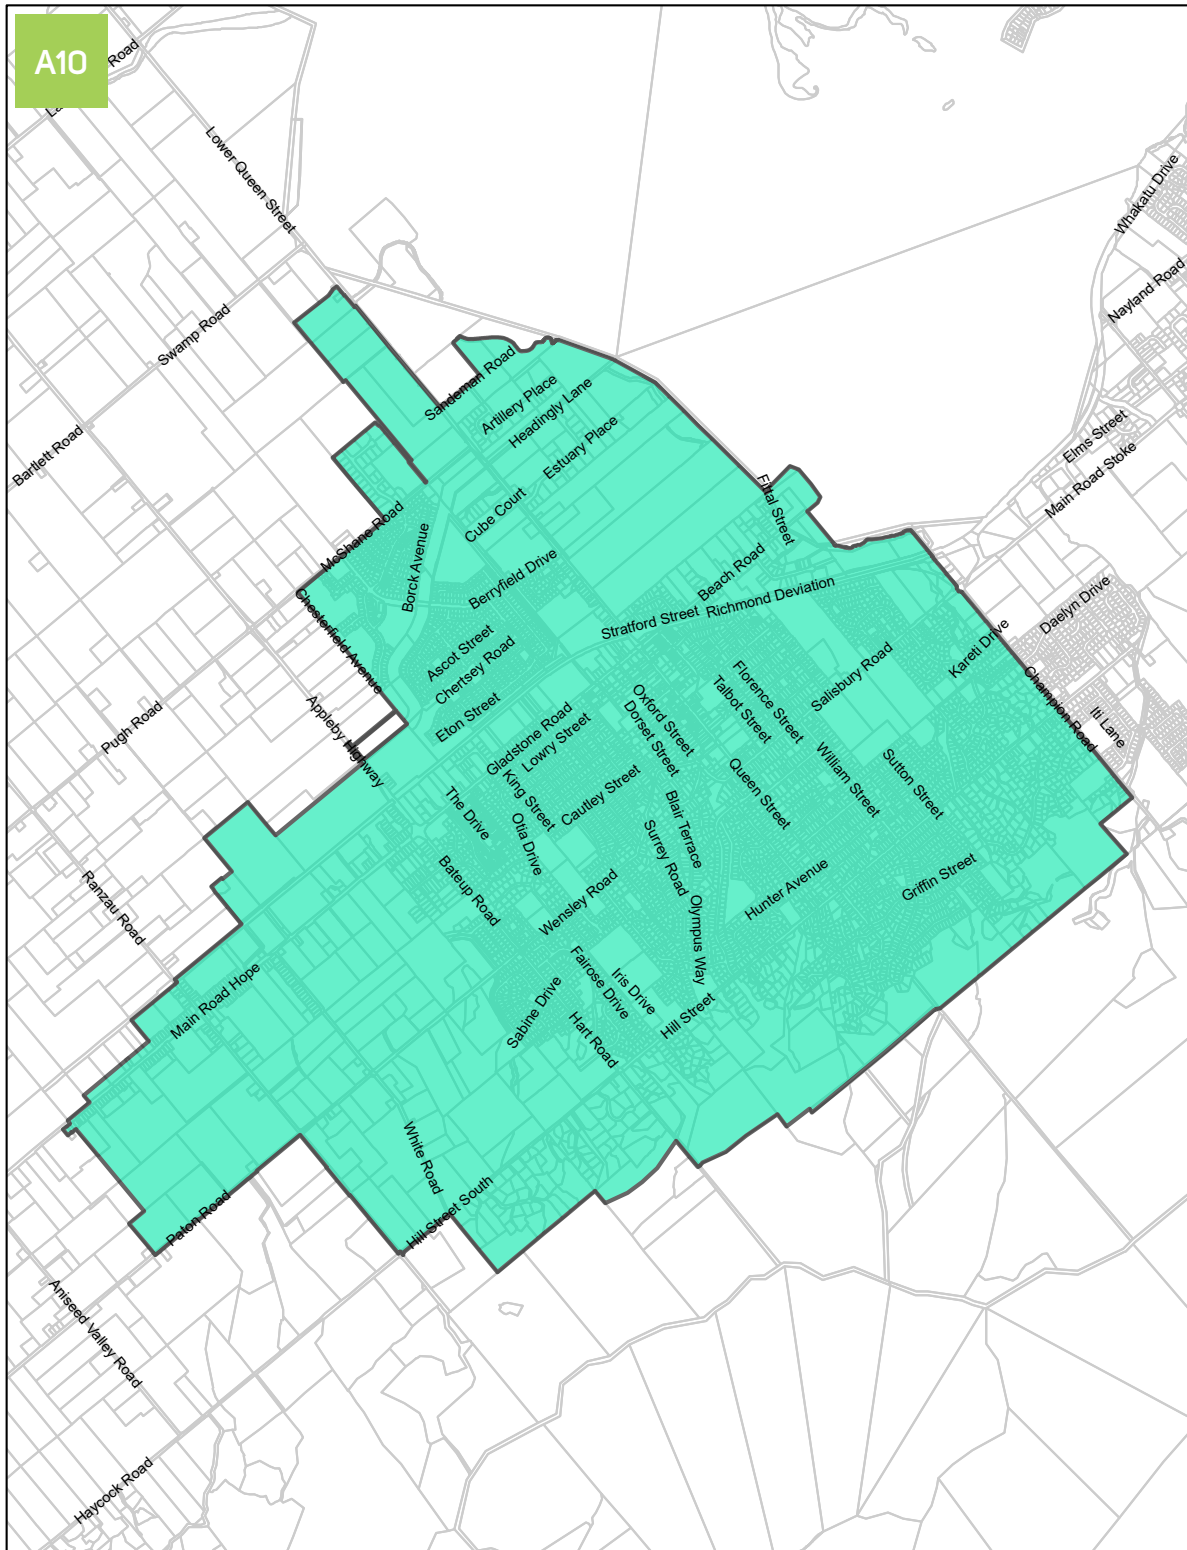 A10
Road
Lower Queen Street
Whakatu Drive
Nayland Road
Swamp Road
Sandeman Road
Artillery Place
Headingly Lane
Estuary Place
Elms Street
Main Road Stoke
Bartlett Road
Cube Court
Fittal Street
McShane Road
Borck Avenue
Berryfield Drive
Beach Road
Richmond Deviation
Stratford Street
Daelyn Drive
Chesterfield Avenue
Ascot Street
Chertsey Road
Eton Street
Kareti Drive
Salisbury Road
Florence Street
Talbot Street
Oxford Street
Dorset Street
Champion Road
Iti Lane
Pugh Road
Appleby Highway
Gladstone Road
Lowry Street
King Street
Cautley Street
Queen Street
William Street
Sutton Street
The Drive
Otia Drive
Blair Terrace
Surrey Road
Bateup Road
Wensley Road
Hunter Avenue
Griffin Street
Ranzau Road
Olympus Way
Main Road Hope
Fairose Drive
Iris Drive
Sabine Drive
Hart Road
Hill Street
White Road
Hill Street South
Paton Road
Aniseed Valley Road
Haycock Road